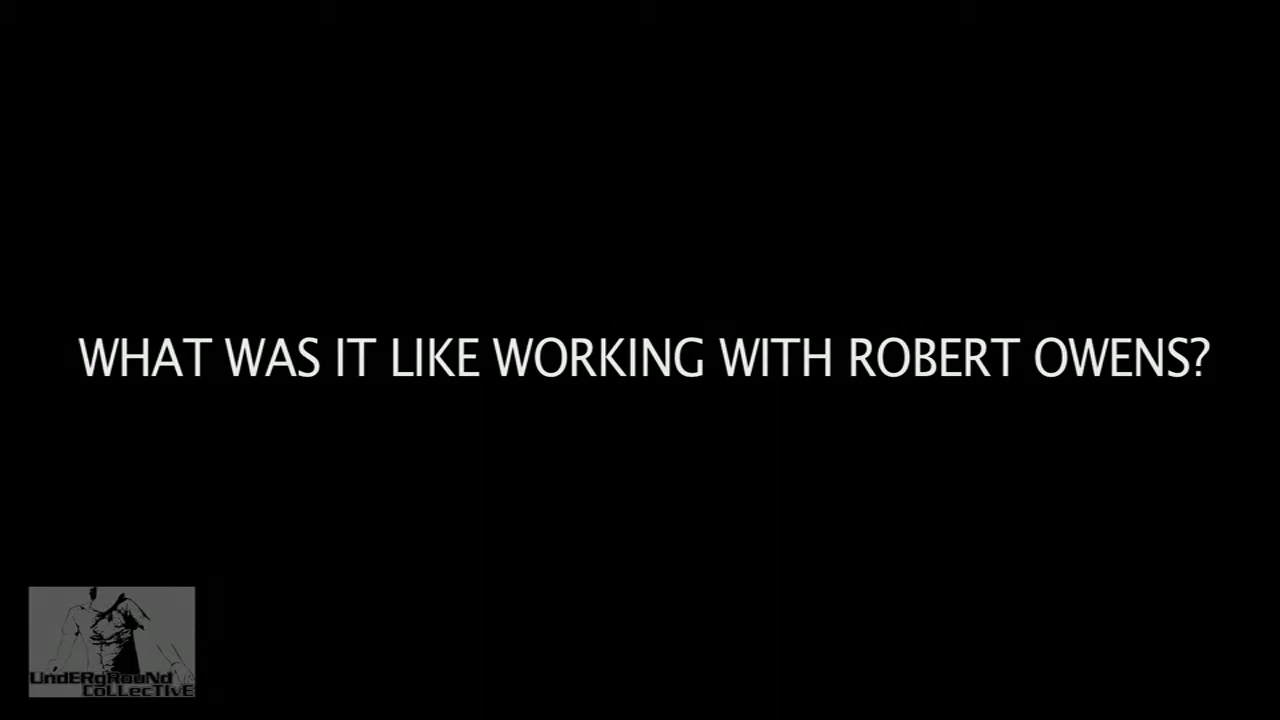 WHAT WAS IT LIKE WORKING WITH ROBERT OWENS?
UndERgRouNd
CoLLecTIvE